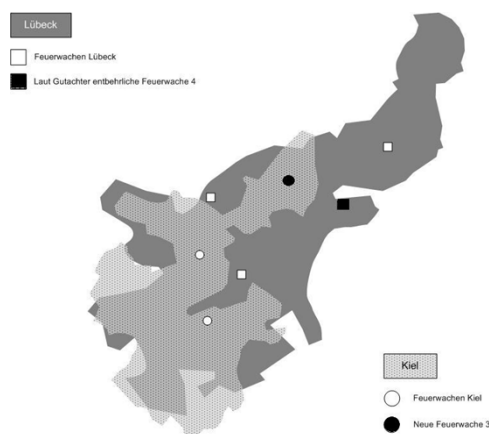 Lübeck
Feuerwachen Lübeck
Laut Gutachter entbehrliche Feuerwache 4
Kiel
Feuerwachen Kiel
Neue Feuerwache 3